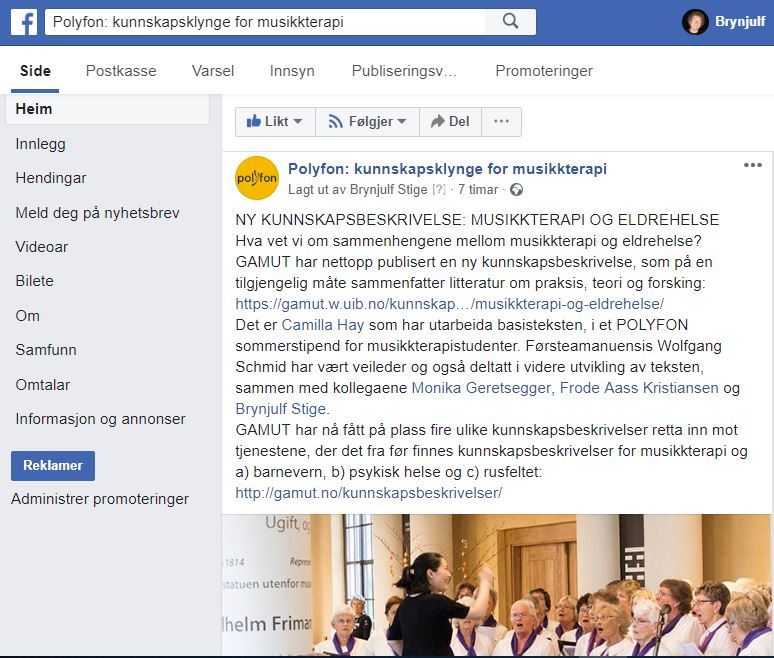 Polyfon: kunnskapsklynge for musikkterapi
Brynjulf
Side
Postkasse
Varsel
Innsyn
Publiseringsv…
Promoteringer
Heim
Innlegg
Hendingar
Meld deg på nyhetsbrev
Videoar
Bilete
Om
Samfunn
Omtalar
Informasjon og annonser
Reklamer
Administrer promoteringer
Likt
Følgjer
Del
polyfon
Polyfon: kunnskapsklynge for musikkterapi
Lagt ut av Brynjulf Stige [?] · 7 timar ·
NY KUNNSKAPSBESKRIVELSE: MUSIKKTERAPI OG ELDREHELSE
Hva vet vi om sammenhengene mellom musikkterapi og eldrehelse?
GAMUT har nettopp publisert en ny kunnskapsbeskrivelse, som på en
tilgjengelig måte sammenfatter litteratur om praksis, teori og forsking:
https://gamut.w.uib.no/kunnskap…/musikkterapi-og-eldrehelse/
Det er Camilla Hay som har utarbeida basisteksten, i et POLYFON
sommerstipend for musikkterapistudenter. Førsteamanuensis Wolfgang
Schmid har vært veileder og også deltatt i videre utvikling av teksten,
sammen med kollegaene Monika Geretsegger, Frode Aass Kristiansen og
Brynjulf Stige.
GAMUT har nå fått på plass fire ulike kunnskapsbeskrivelser retta inn mot
tjenestene, der det fra før finnes kunnskapsbeskrivelser for musikkterapi og
a) barnevern, b) psykisk helse og c) rusfeltet:
http://gamut.no/kunnskapsbeskrivelser/
Ugift, o
1814
Represe
statuen utenfor mus
lhelm Friman